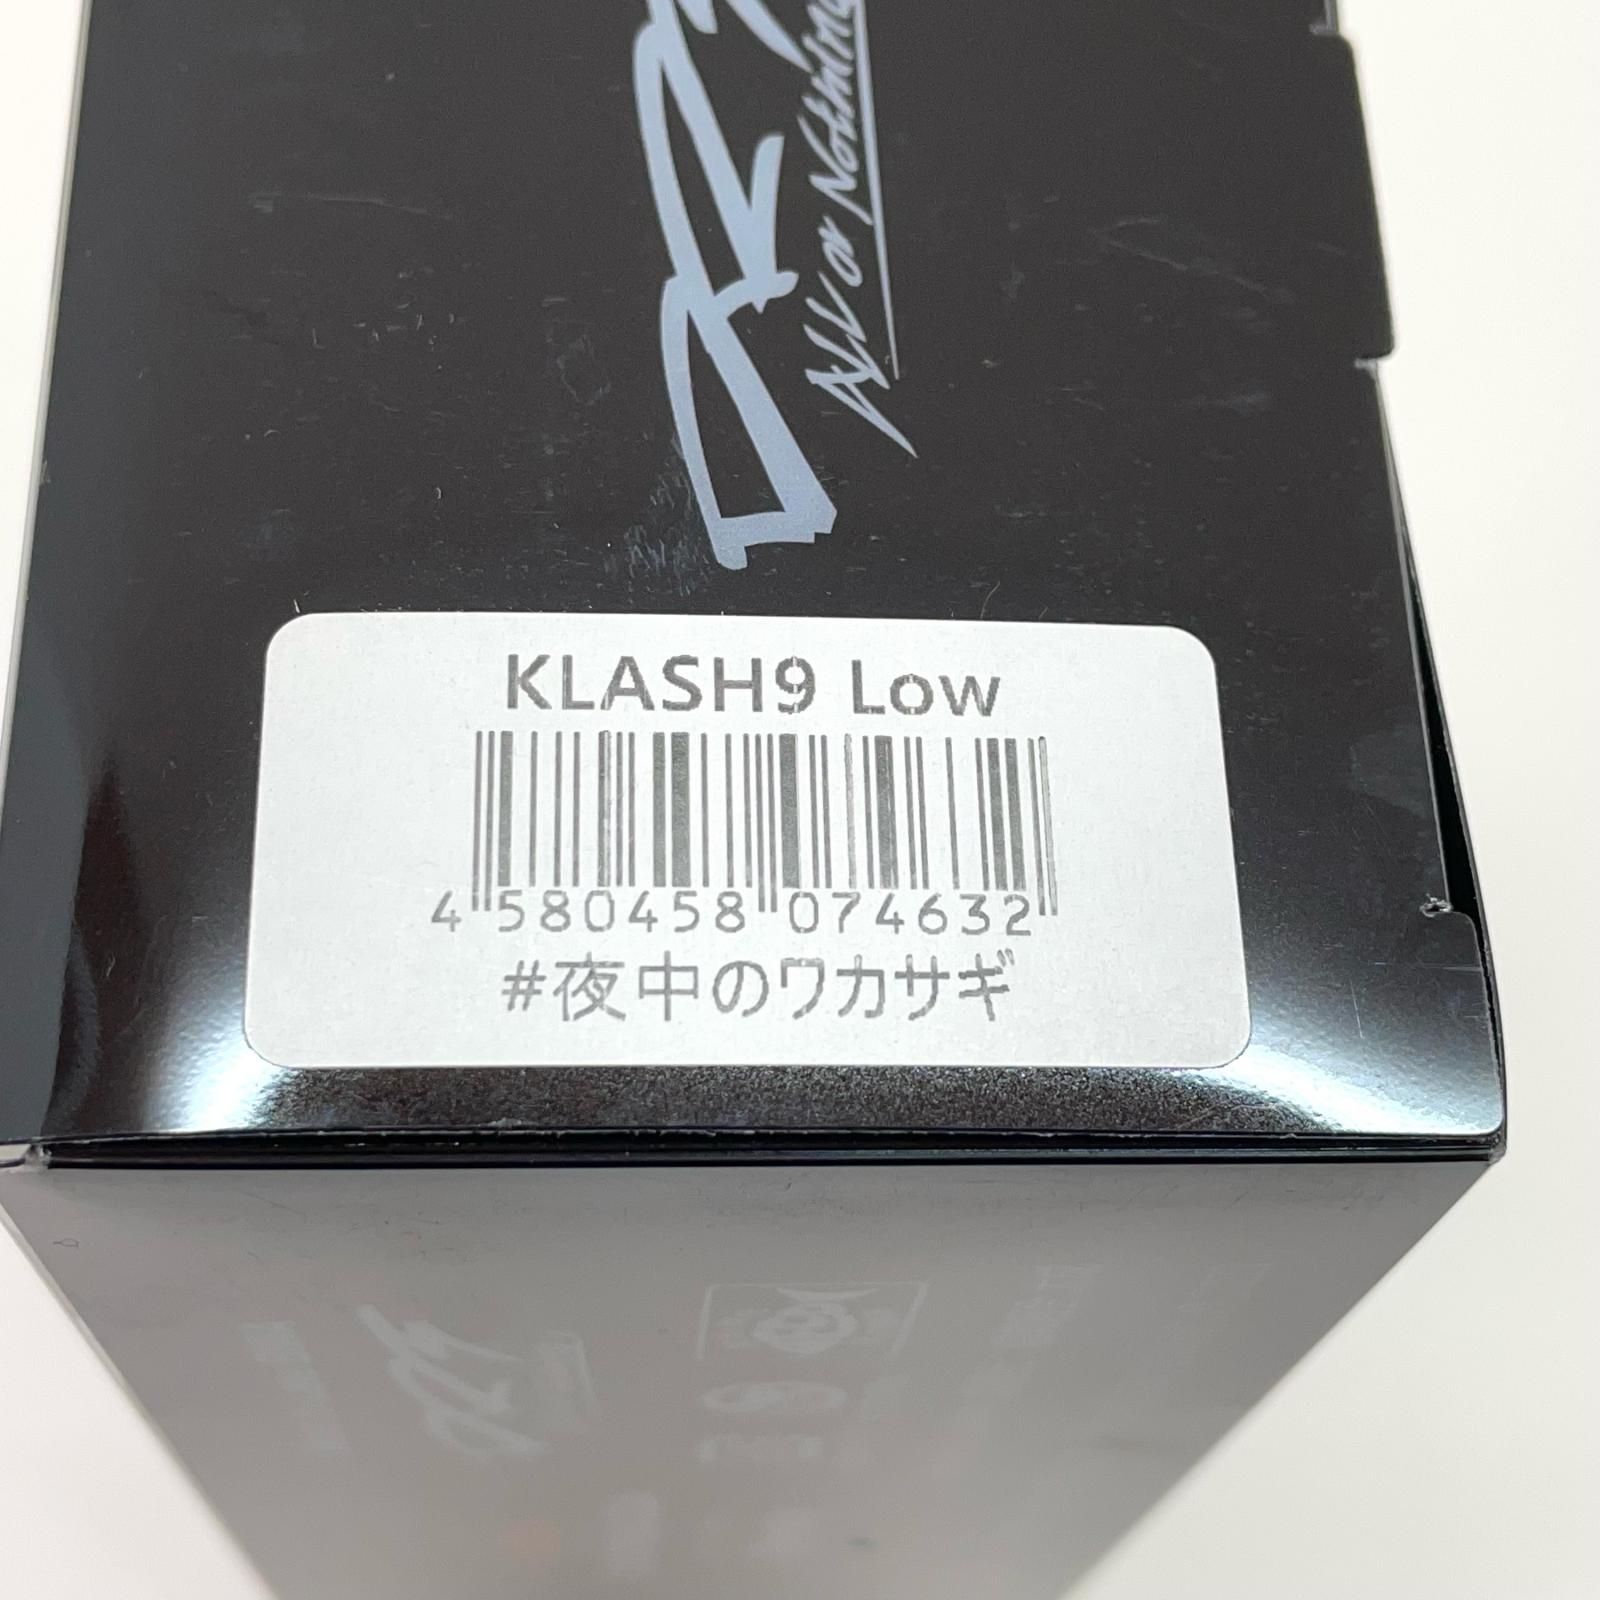 All or Nothing
KLASH9 Low
4 580458 074632
#夜中のワカサギ